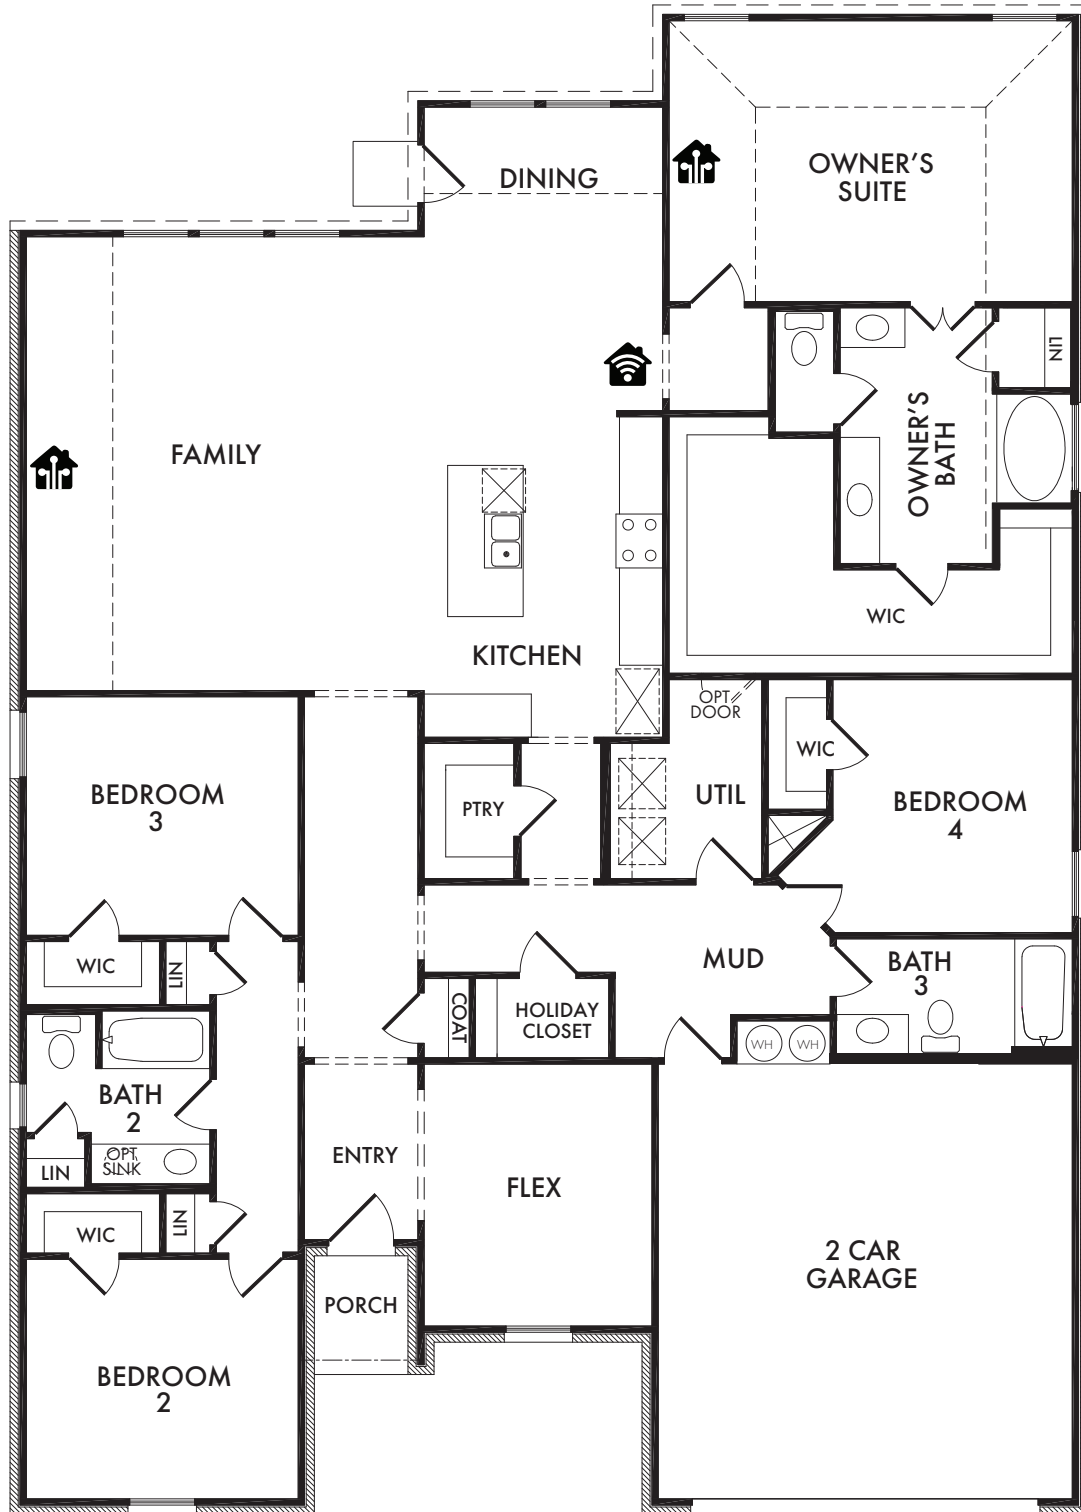 DINING
OWNER'S
SUITE
LIN
OWNER'S
BATH
FAMILY
WIC
KITCHEN
OPT
DOOR
WIC
BEDROOM
3
PTRY
UTIL
BEDROOM
4
WIC
LIN
MUD
BATH
3
COAT
HOLIDAY
CLOSET
WH
WH
BATH
2
OPT
SINK
LIN
ENTRY
FLEX
WIC
LIN
2 CAR
GARAGE
PORCH
BEDROOM
2